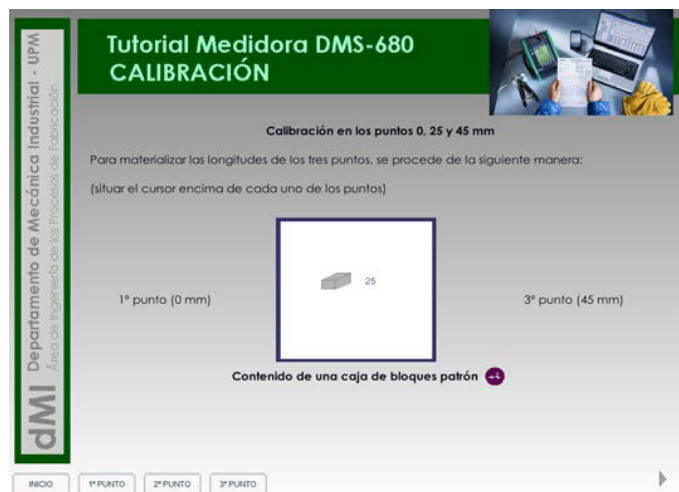 Tutorial Medidora DMS-680
CALIBRACIÓN
dMI Departamento de Mecánica Industrial - UPM
Área de Ingeniería de los Procesos de Fabricación
Calibración en los puntos 0, 25 y 45 mm
Para materializar las longitudes de los tres puntos, se procede de la siguiente manera:
(situar el cursor encima de cada uno de los puntos)
25
1º punto (0 mm)
3º punto (45 mm)
Contenido de una caja de bloques patrón
INICIO
1º PUNTO
2º PUNTO
3º PUNTO